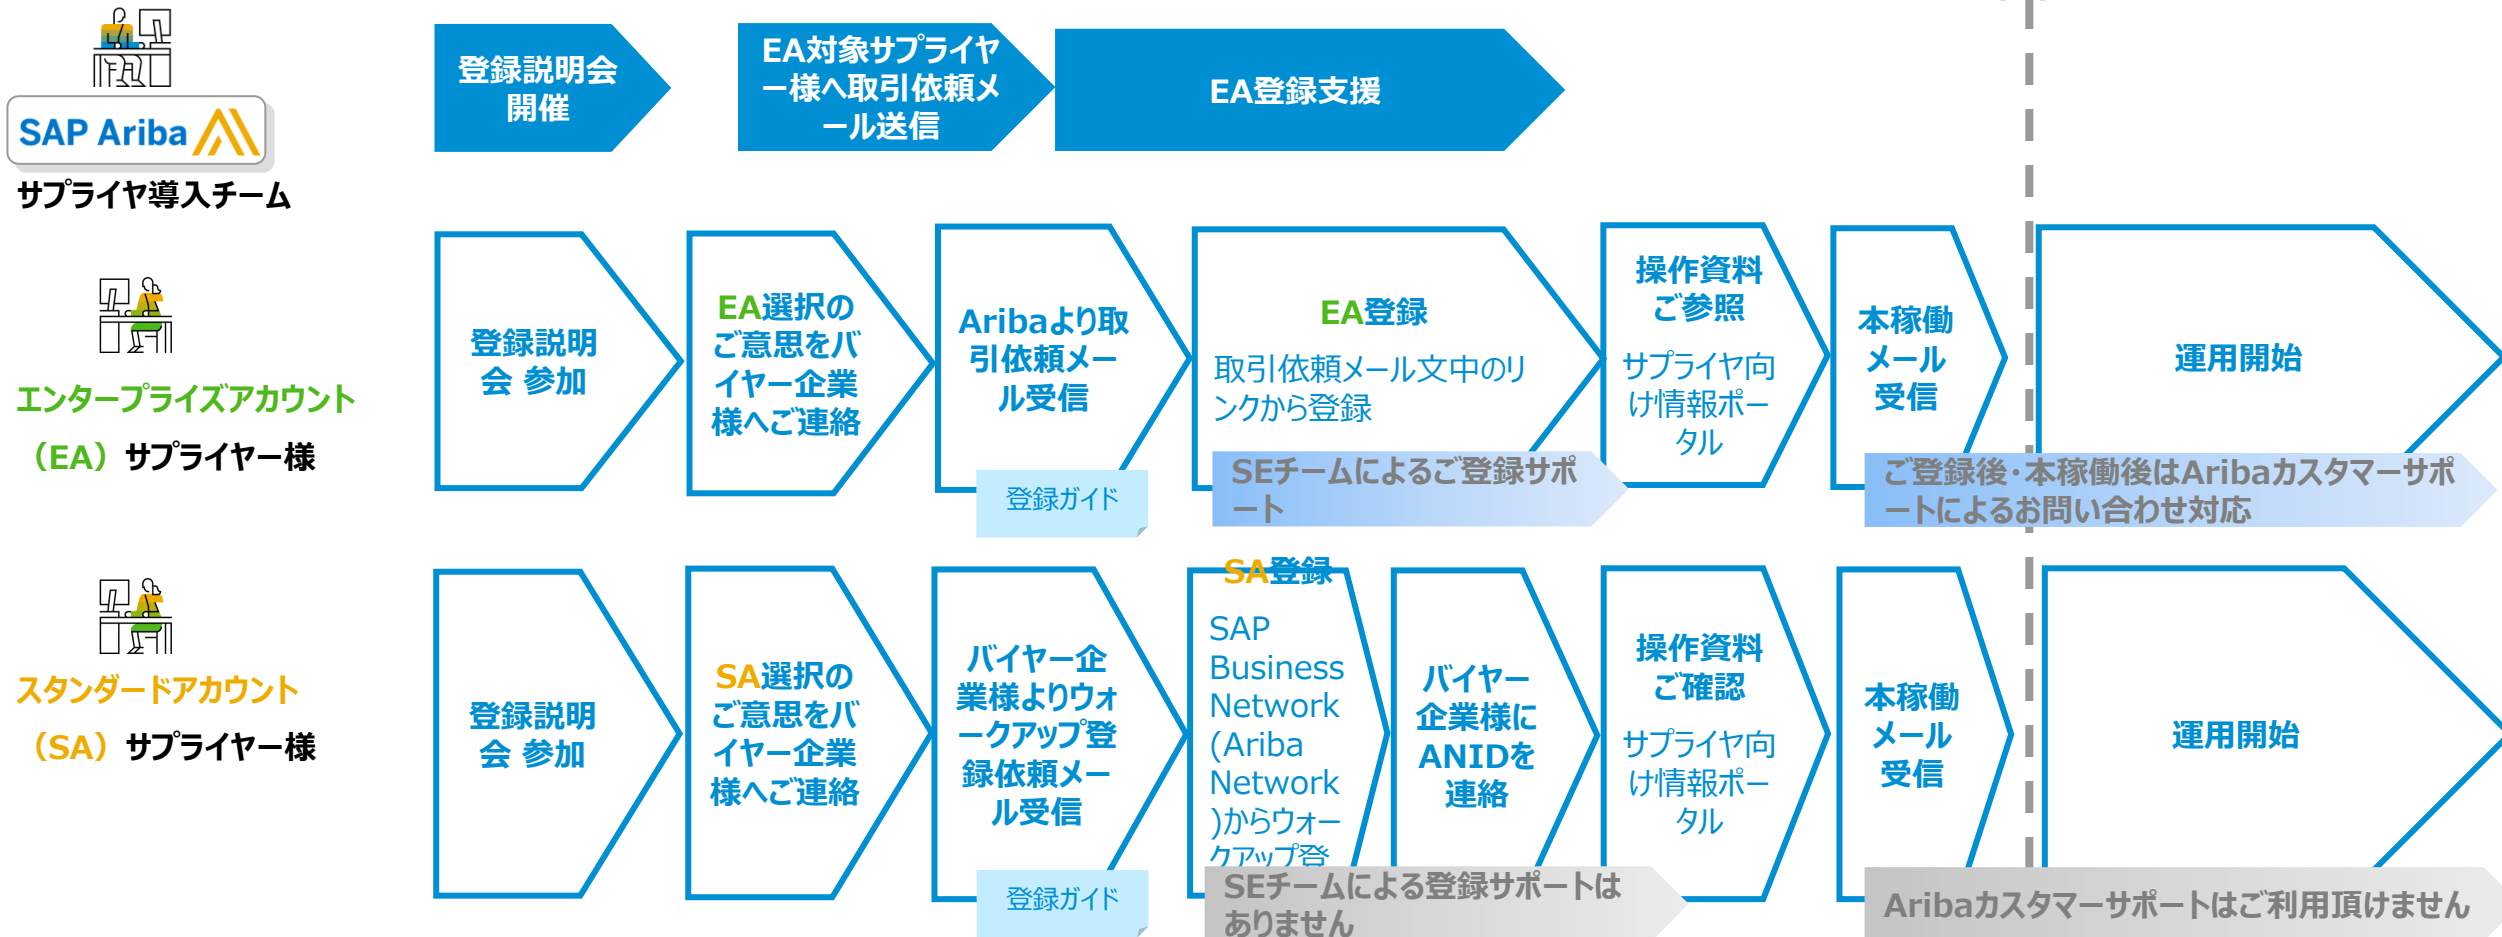 登録説明会
開催
EA対象サプライヤ
ー様へ取引依頼メ
ール送信
EA登録支援
SAP Ariba
サプライヤ導入チーム
登録説明
会 参加
EA選択の
ご意思をバ
イヤー企業
様へご連絡
Aribaより取
引依頼メー
ル受信
登録ガイド
EA登録
取引依頼メール文中のリ
ンクから登録
SEチームによるご登録サポ
ート
操作資料
ご参照
サプライヤ向
け情報ポー
タル
本稼働
メール
受信
運用開始
ご登録後・本稼働後はAribaカスタマーサポ
ートによるお問い合わせ対応
エンタープライズアカウント
（EA）サプライヤー様
登録説明
会 参加
SA選択の
ご意思をバ
イヤー企業
様へご連絡
バイヤー企
業様よりウォ
ークアップ登
録依頼メー
ル受信
登録ガイド
SA登録
SAP
Business
Network
(Ariba
Network
)からウォー
クアップ登
SEチームによる登録サポートは
ありません
バイヤー
企業様に
ANIDを
連絡
操作資料
ご確認
サプライヤ向
け情報ポー
タル
本稼働
メール
受信
運用開始
Aribaカスタマーサポートはご利用頂けません
スタンダードアカウント
（SA）サプライヤー様